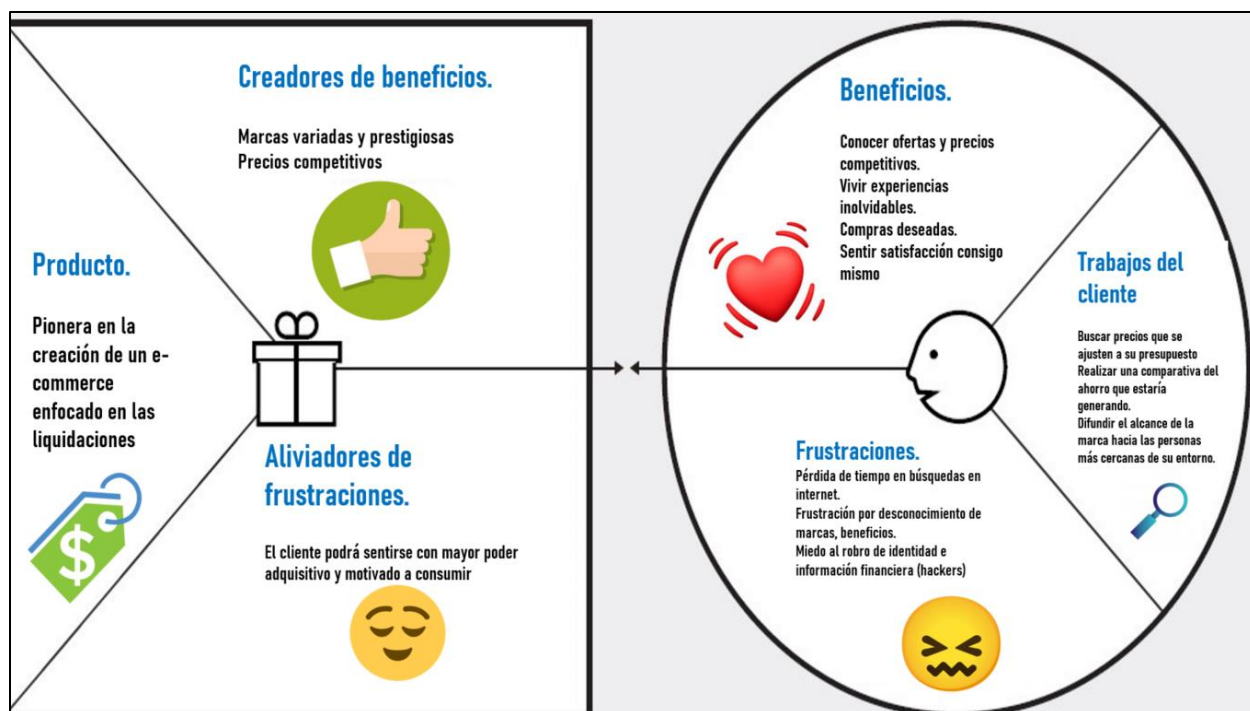 Creadores de beneficios.
Marcas variadas y prestigiosas
Precios competitivos
Producto.
Pionera en la
creación de un e-
commerce
enfocado en las
liquidaciones
$
Aliviadores de
frustraciones.
El cliente podrá sentirse con mayor poder
adquisitivo y motivado a consumir
Beneficios.
Conocer ofertas y precios
competitivos.
Vivir experiencias
inolvidables.
Compras deseadas.
Sentir satisfacción consigo
mismo
Trabajos del
cliente
Buscar precios que se
ajusten a su presupuesto
Realizar una comparativa del
ahorro que estaría
generando.
Difundir el alcance de la
marca hacia las personas
más cercanas de su entorno.
Frustraciones.
Pérdida de tiempo en búsquedas en
internet.
Frustración por desconocimiento de
marcas, beneficios.
Miedo al robro de identidad e
información financiera (hackers)